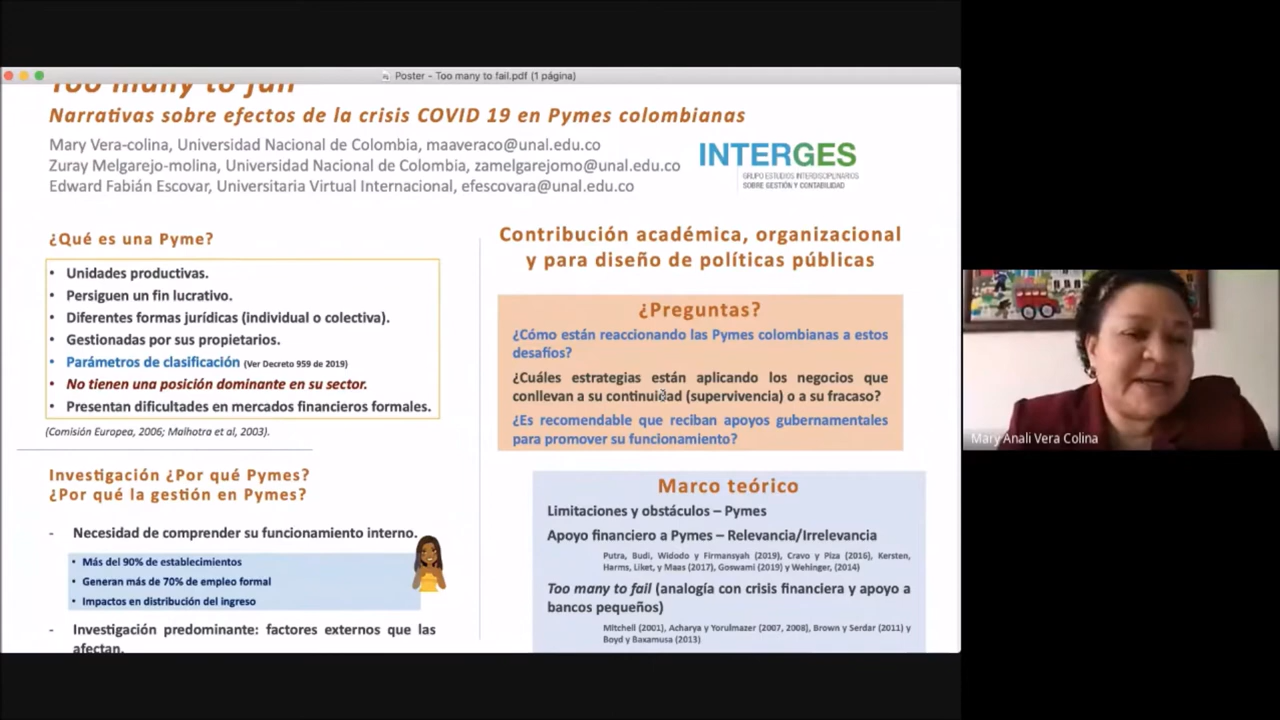 Poster - Too many to fail.pdf (1 página)
Too many to fail
Narrativas sobre efectos de la crisis COVID 19 en Pymes colombianas
Mary Vera-colina, Universidad Nacional de Colombia, maaveraco@unal.edu.co
Zuray Melgarejo-molina, Universidad Nacional de Colombia, zamelgarejomo@unal.edu.co
Edward Fabián Escovar, Universitaria Virtual Internacional, efescovara@unal.edu.co
INTERGES
GRUPO ESTUDIOS INTERDISCIPLINARIOS
SOBRE GESTIÓN Y CONTABILIDAD
¿Qué es una Pyme?
• Unidades productivas.
• Persiguen un fin lucrativo.
• Diferentes formas jurídicas (individual o colectiva).
• Gestionadas por sus propietarios.
• Parámetros de clasificación (Ver Decreto 959 de 2019)
• No tienen una posición dominante en su sector.
• Presentan dificultades en mercados financieros formales.
(Comisión Europea, 2006; Malhotra et al, 2003).
Investigación ¿Por qué Pymes?
¿Por qué la gestión en Pymes?
- Necesidad de comprender su funcionamiento interno.
• Más del 90% de establecimientos
• Generan más de 70% de empleo formal
• Impactos en distribución del ingreso
- Investigación predominante: factores externos que las
afectan.
Contribución académica, organizacional
y para diseño de políticas públicas
¿Preguntas?
¿Cómo están reaccionando las Pymes colombianas a estos
desafíos?
¿Cuáles estrategias están aplicando los negocios que
conllevan a su continuidad (supervivencia) o a su fracaso?
¿Es recomendable que reciban apoyos gubernamentales
para promover su funcionamiento?
Marco teórico
Limitaciones y obstáculos – Pymes
Apoyo financiero a Pymes – Relevancia/Irrelevancia
Putra, Budi, Widodo y Firmansyah (2019), Cravo y Piza (2016), Kersten,
Harms, Liket, y Maas (2017), Goswami (2019) y Wehinger, (2014)
Too many to fail (analogía con crisis financiera y apoyo a
bancos pequeños)
Mitchell (2001), Acharya y Yorulmazer (2007, 2008), Brown y Serdar (2011) y
Boyd y Baxamusa (2013)
Mary Anali Vera Colina